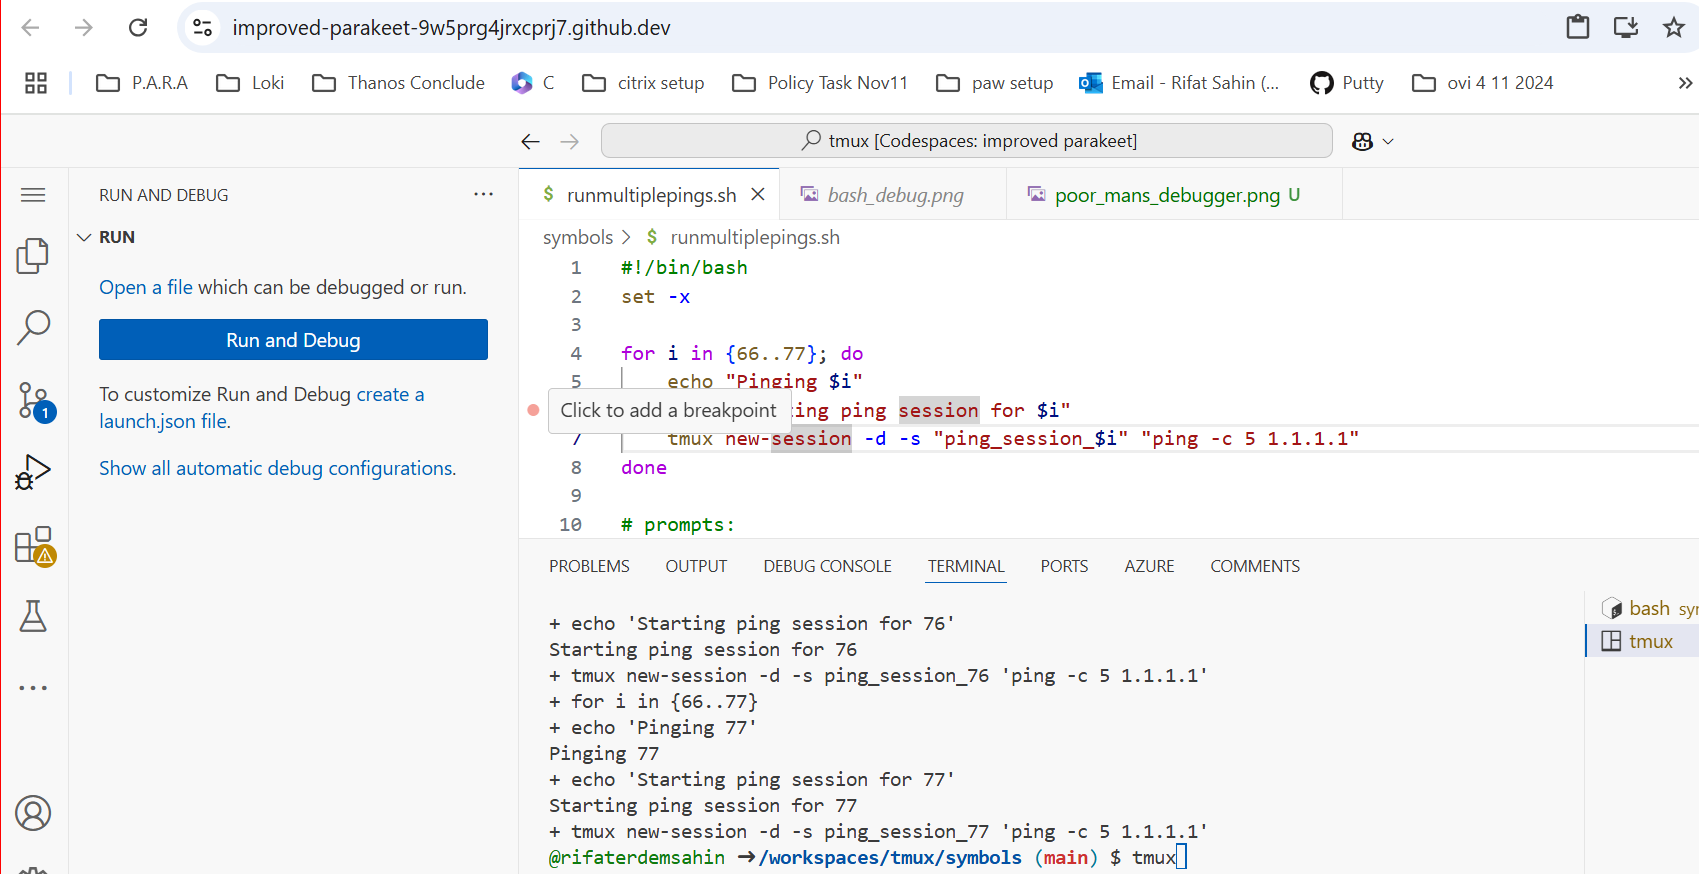 improved-parakeet-9w5prg4jrxcprj7.github.dev
P.A.R.A
Loki
Thanos Conclude
C
citrix setup
Policy Task Nov11
paw setup
Email - Rifat Sahin (...
Putty
ovi 4 11 2024
tmux [Codespaces: improved parakeet]
RUN AND DEBUG
RUN
Open a file which can be debugged or run.
Run and Debug
To customize Run and Debug create a
launch.json file.
Show all automatic debug configurations.
1
runmultiplepings.sh
bash_debug.png
poor_mans_debugger.png U
symbols > $ runmultiplepings.sh
1 #!/bin/bash
2 set -x
3
4 for i in {66..77}; do
5 echo "Pinging $i"
Click to add a breakpoint
ting ping session for $i"
7 tmux new-session -d -s "ping_session_$i" "ping -c 5 1.1.1.1"
8 done
9
10 # prompts:
PROBLEMS
OUTPUT
DEBUG CONSOLE
TERMINAL
PORTS
AZURE
COMMENTS
+ echo 'Starting ping session for 76'
Starting ping session for 76
+ tmux new-session -d -s ping_session_76 'ping -c 5 1.1.1.1'
+ for i in {66..77}
+ echo 'Pinging 77'
Pinging 77
+ echo 'Starting ping session for 77'
Starting ping session for 77
+ tmux new-session -d -s ping_session_77 'ping -c 5 1.1.1.1'
@rifaterdemsahin ➜/workspaces/tmux/symbols (main) $ tmux
bash
tmux